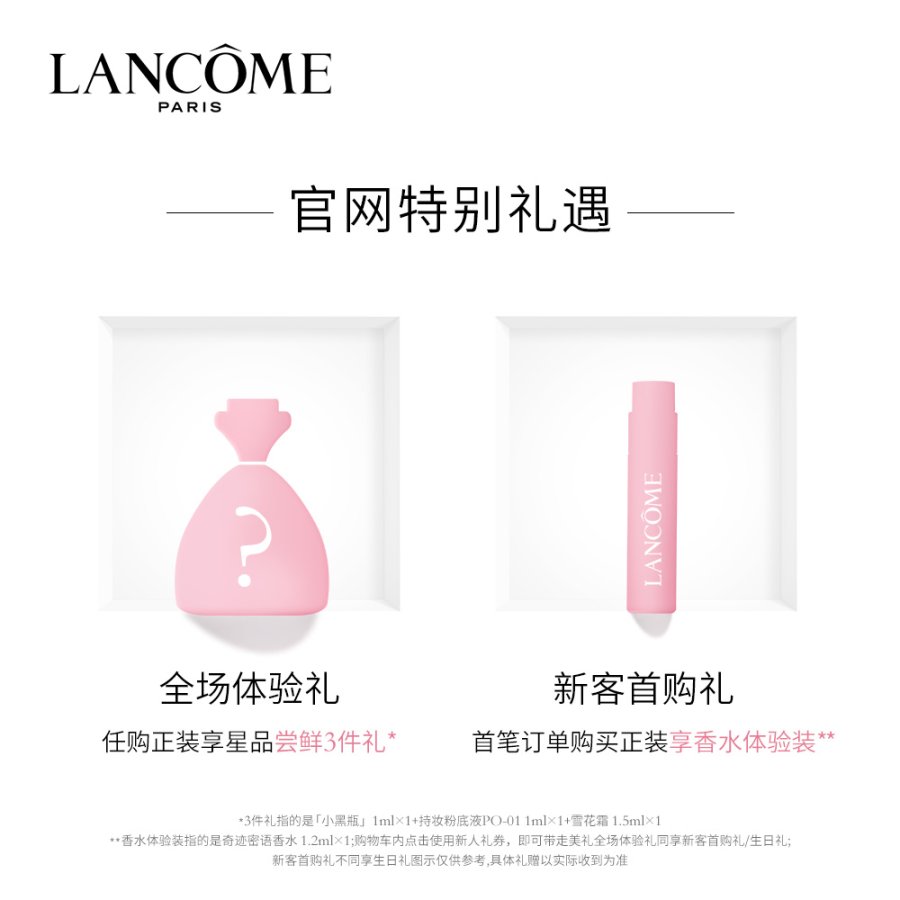 LANCÔME
PARIS
官网特别礼遇
?
LANCÔME
全场体验礼
新客首购礼
任购正装享星品尝鲜3件礼*
首笔订单购买正装享香水体验装**
*3件礼指的是「小黑瓶」1ml×1+持妆粉底液PO-01 1ml×1+雪花霜 1.5ml×1
**香水体验装指的是奇迹密语香水 1.2ml×1;购物车内点击使用新人礼券，即可带走美礼全场体验礼同享新客首购礼/生日礼;
新客首购礼不同享生日礼图示仅供参考,具体礼赠以实际收到为准